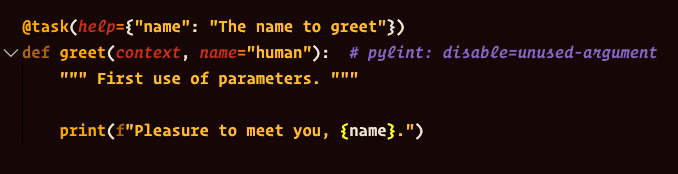 @task(help={"name": "The name to greet"})
def greet(context, name="human"):  # pylint: disable=unused-argument
    """ First use of parameters. """

    print(f"Pleasure to meet you, {name}.")